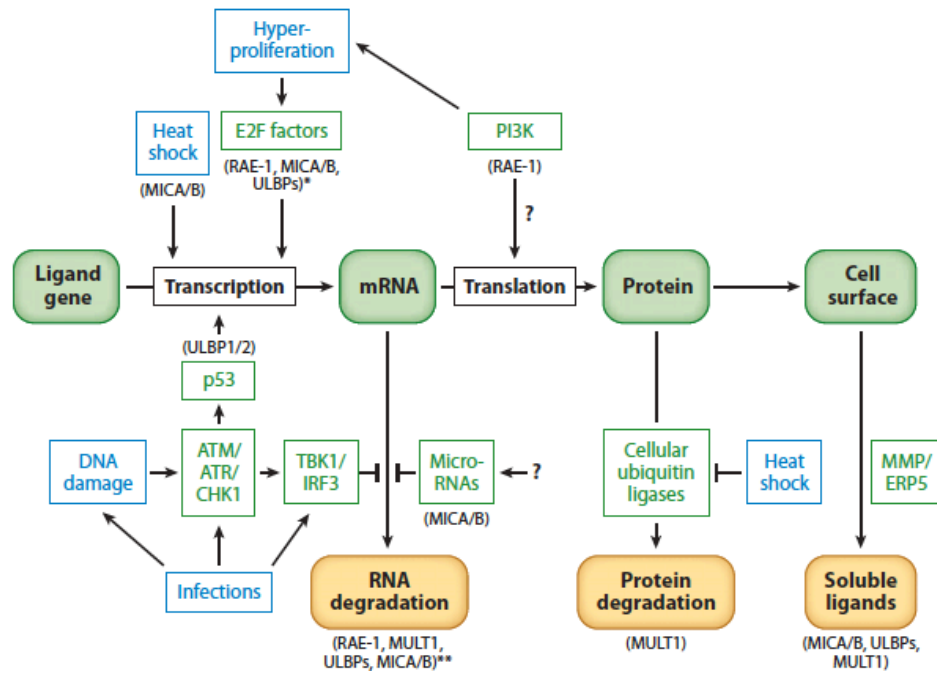 Hyper-
proliferation
Heat
shock
(MICA/B)
E2F factors
(RAE-1, MICA/B,
ULBPs)*
PI3K
(RAE-1)
?
Ligand
gene
Transcription
mRNA
Translation
Protein
Cell
surface
(ULBP1/2)
p53
DNA
damage
ATM/
ATR/
CHK1
TBK1/
IRF3
Micro-
RNAs
(MICA/B)
?
Cellular
ubiquitin
ligases
Heat
shock
MMP/
ERP5
Infections
RNA
degradation
(RAE-1, MULT1,
ULBPs, MICA/B)**
Protein
degradation
(MULT1)
Soluble
ligands
(MICA/B, ULBPs,
MULT1)